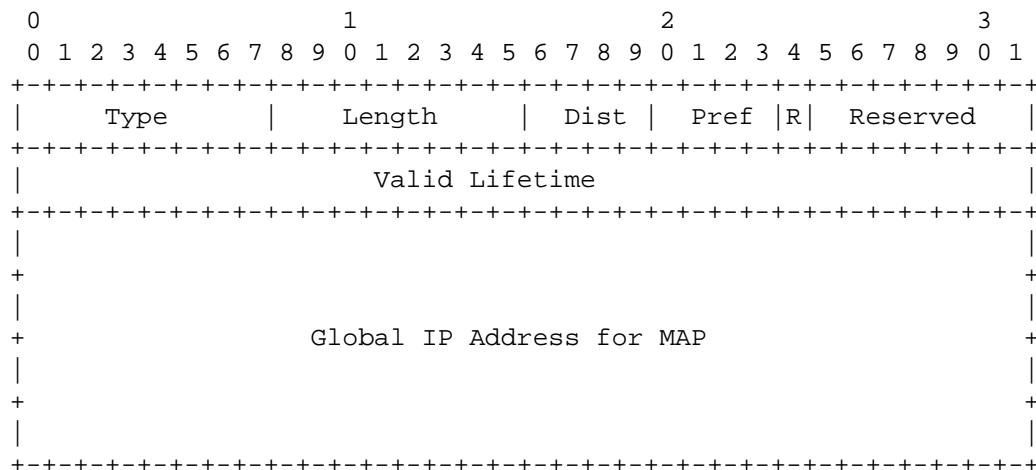 0                   1                   2                   3
 0 1 2 3 4 5 6 7 8 9 0 1 2 3 4 5 6 7 8 9 0 1 2 3 4 5 6 7 8 9 0 1
+-+-+-+-+-+-+-+-+-+-+-+-+-+-+-+-+-+-+-+-+-+-+-+-+-+-+-+-+-+-+-+-+
|     Type      |    Length     |  Dist |  Pref |R|  Reserved   |
+-+-+-+-+-+-+-+-+-+-+-+-+-+-+-+-+-+-+-+-+-+-+-+-+-+-+-+-+-+-+-+-+
|                      Valid Lifetime                           |
+-+-+-+-+-+-+-+-+-+-+-+-+-+-+-+-+-+-+-+-+-+-+-+-+-+-+-+-+-+-+-+-+
|                                                               |
+                                                               +
|                                                               |
+                  Global IP Address for MAP                    +
|                                                               |
+                                                               +
|                                                               |
+-+-+-+-+-+-+-+-+-+-+-+-+-+-+-+-+-+-+-+-+-+-+-+-+-+-+-+-+-+-+-+-+